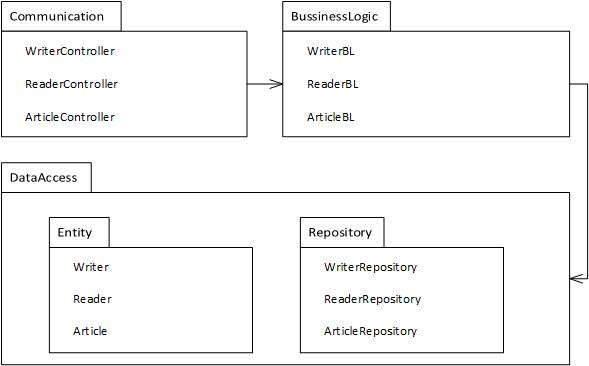 Communication
WriterController
ReaderController
ArticleController
BussinessLogic
WriterBL
ReaderBL
ArticleBL
DataAccess
Entity
Writer
Reader
Article
Repository
WriterRepository
ReaderRepository
ArticleRepository